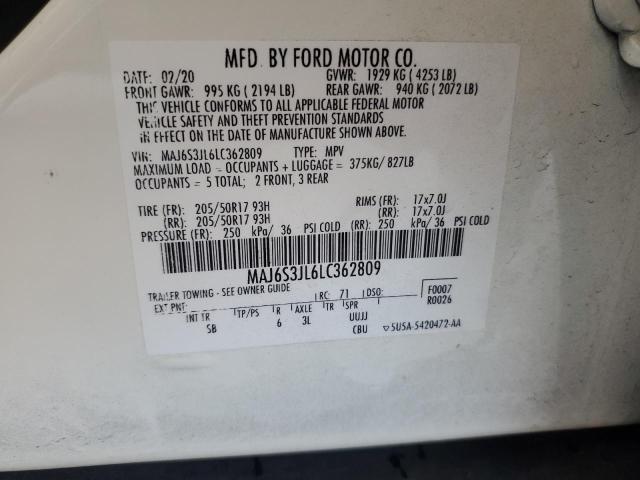 MFD. BY FORD MOTOR CO.
DATE: 02/20 GVWR: 1929 KG ( 4253 LB)
FRONT GAWR: 995 KG ( 2194 LB) REAR GAWR: 940 KG ( 2072 LB)
THIS VEHICLE CONFORMS TO ALL APPLICABLE FEDERAL MOTOR
VEHICLE SAFETY AND THEFT PREVENTION STANDARDS
IN EFFECT ON THE DATE OF MANUFACTURE SHOWN ABOVE.
VIN: MAJ6S3JL6LC362809 TYPE: MPV
MAXIMUM LOAD = OCCUPANTS + LUGGAGE = 375KG/ 827LB
OCCUPANTS = 5 TOTAL; 2 FRONT, 3 REAR
TIRE (FR): 205/50R17 93H RIMS (FR): 17x7.0J
(RR): 205/50R17 93H (RR): 17x7.0J
PRESSURE (FR): 250 kPa/ 36 PSI COLD (RR): 250 kPa/ 36 PSI COLD
MAJ6S3JL6LC362809
TRAILER TOWING - SEE OWNER GUIDE
EXT PNT: RC: 71 DSO: F0007
R0026
INT TR TP/PS R AXLE TR SPR
SB 6 3L UUJJ
CBU 5U5A-5420472-AA